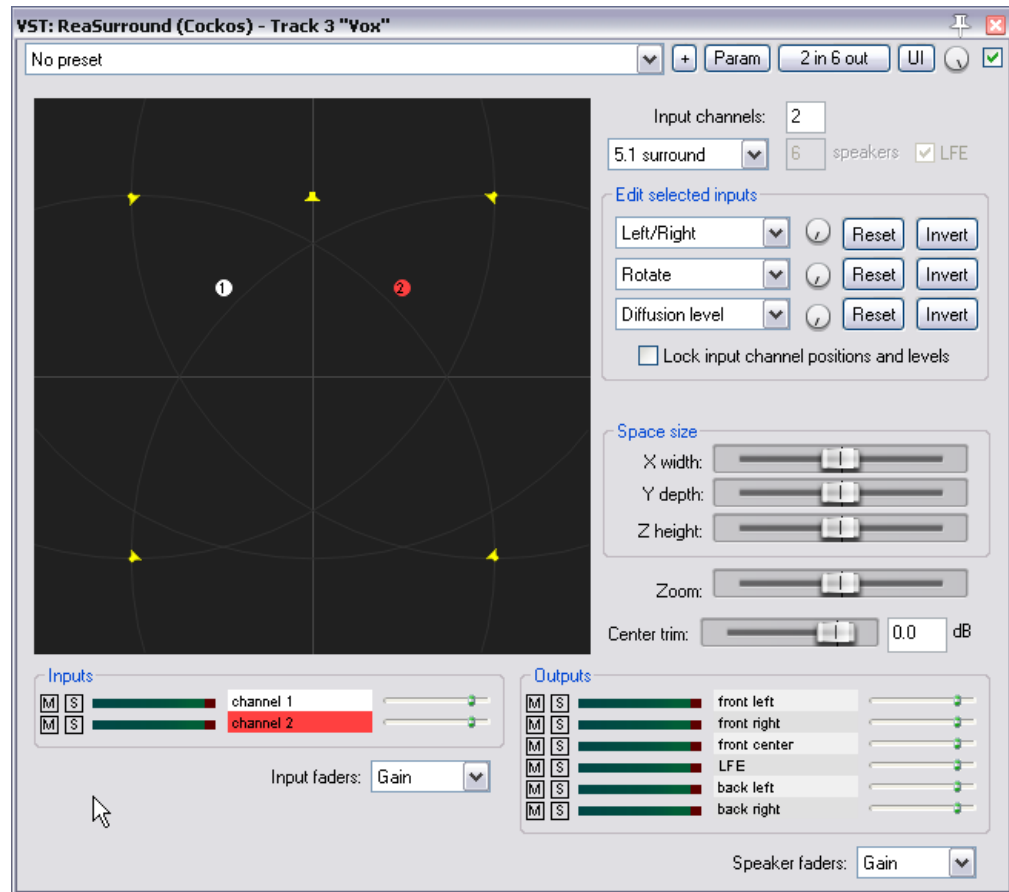 VST: ReaSurround (Cockos) - Track 3 "Vox"
No preset + Param 2 in 6 out UI
Input channels: 2
5.1 surround 6 speakers LFE
Edit selected inputs
Left/Right Reset Invert
Rotate Reset Invert
Diffusion level Reset Invert
Lock input channel positions and levels
1 2
Space size
X width:
Y depth:
Z height:
Zoom:
Center trim: 0.0 dB
Inputs
M S channel 1
M S channel 2
Input faders: Gain
Outputs
M S front left
M S front right
M S front center
M S LFE
M S back left
M S back right
Speaker faders: Gain